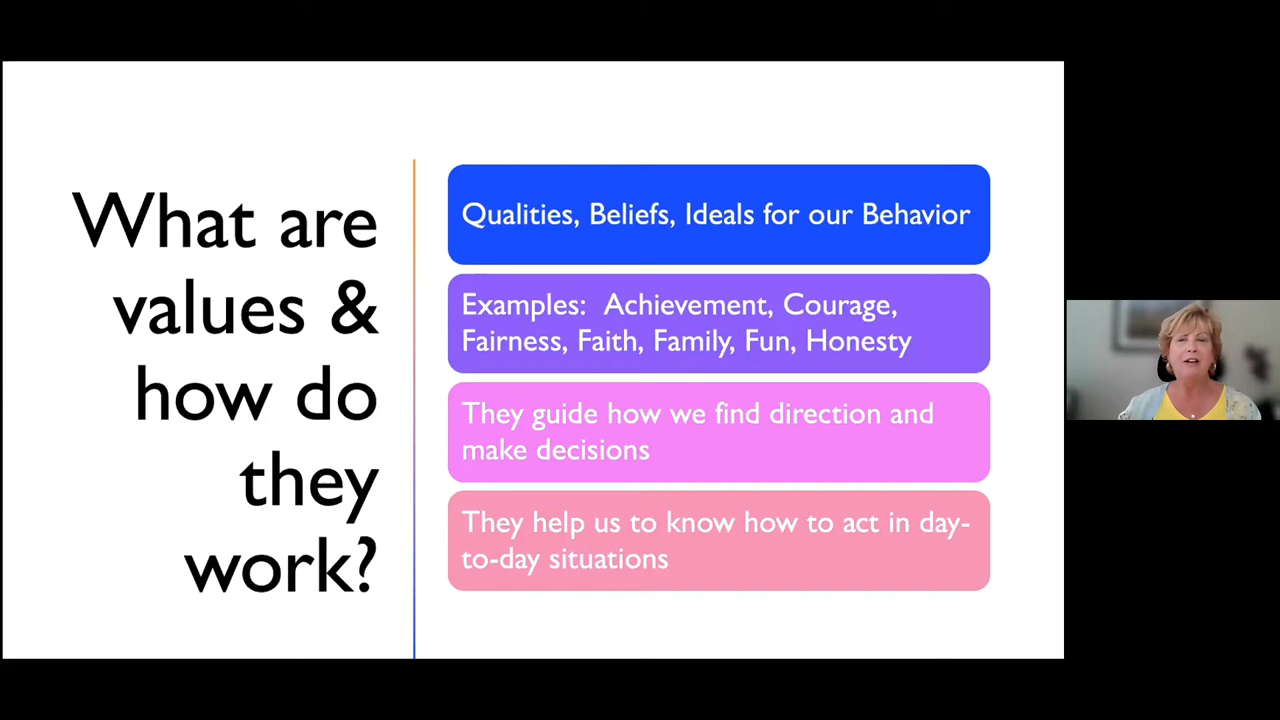 What are
values &
how do
they
work?
Qualities, Beliefs, Ideals for our Behavior
Examples:  Achievement, Courage,
Fairness, Faith, Family, Fun, Honesty
They guide how we find direction and
make decisions
They help us to know how to act in day-
to-day situations